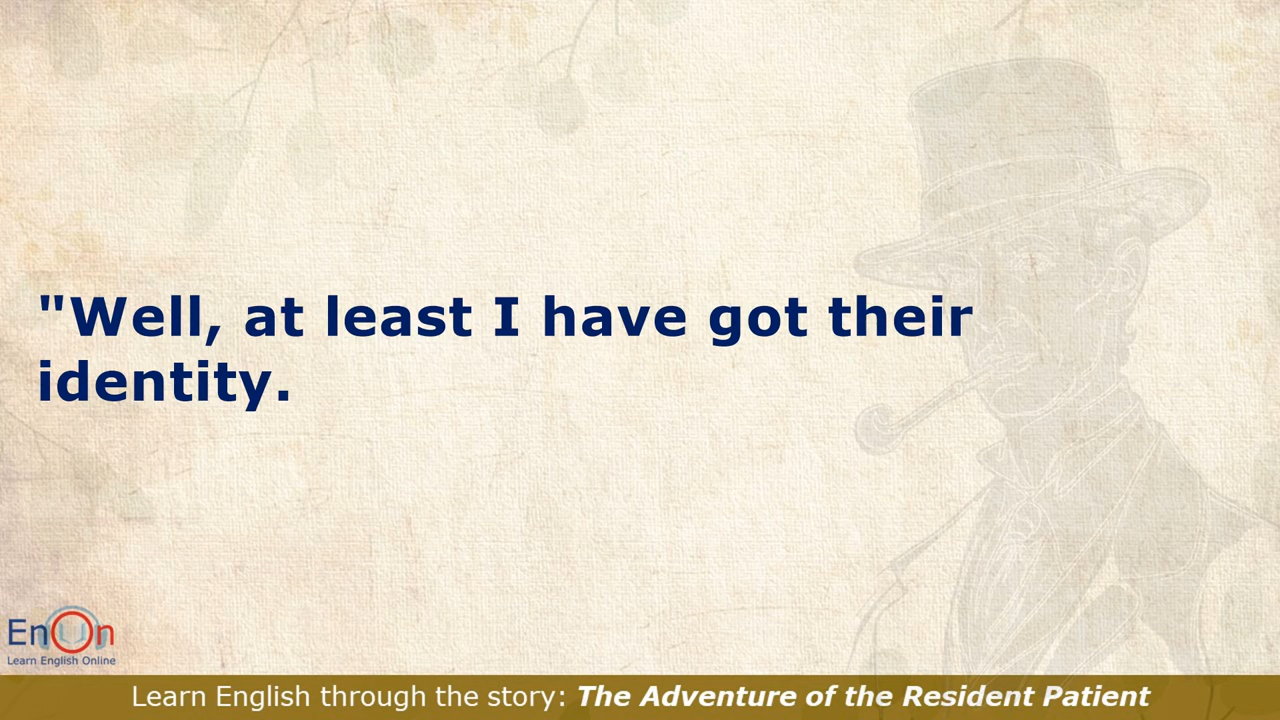 "Well, at least I have got their
identity.
EnOn
Learn English Online
Learn English through the story: The Adventure of the Resident Patient